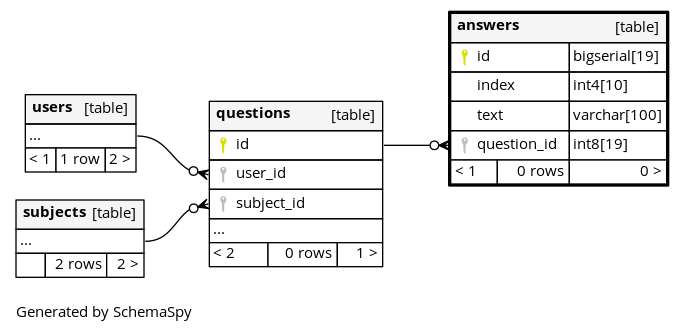 users [table]
...
< 1 1 row 2 >
subjects [table]
...
2 rows 2 >
questions [table]
id
user_id
subject_id
...
< 2 0 rows 1 >
answers [table]
id bigserial[19]
index int4[10]
text varchar[100]
question_id int8[19]
< 1 0 rows 0 >
Generated by SchemaSpy